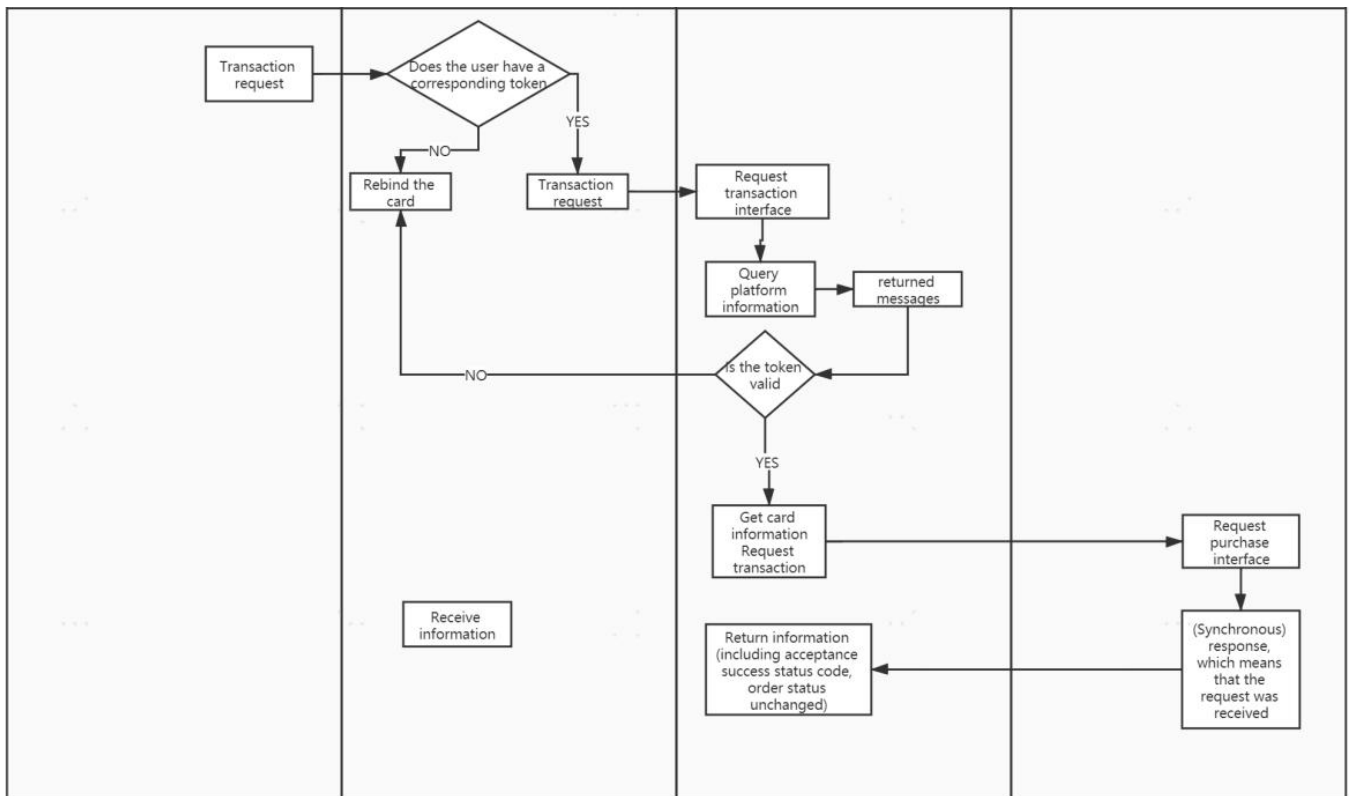 Transaction
request
Does the user have a
corresponding token
YES
NO
Rebind the
card
Transaction
request
Request
transaction
interface
Query
platform
information
returned
messages
Is the token
valid
NO
YES
Get card
information
Request
transaction
Request
purchase
interface
Receive
information
Return information
(including acceptance
success status code,
order status
unchanged)
(Synchronous)
response,
which means
that the
request was
received